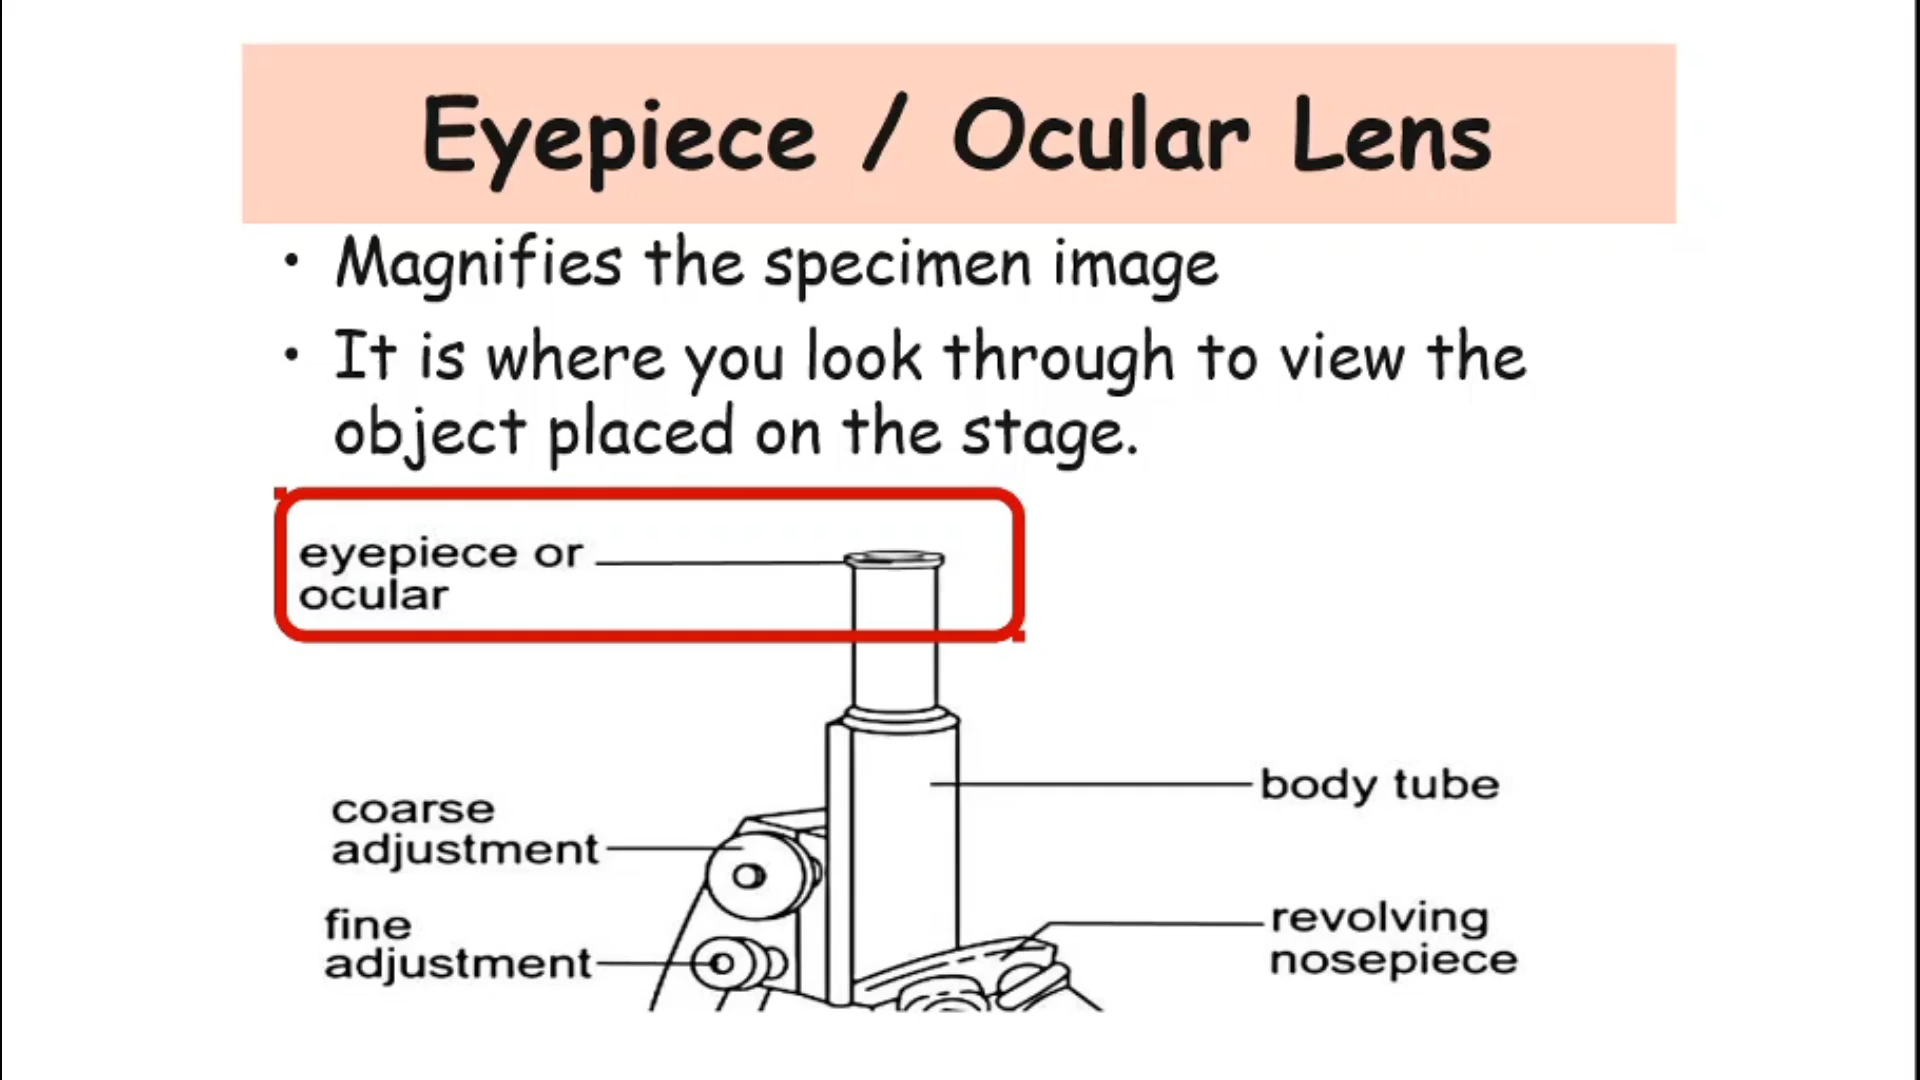 Eyepiece / Ocular Lens
• Magnifies the specimen image
• It is where you look through to view the
object placed on the stage.
eyepiece or
ocular
body tube
coarse
adjustment
fine
adjustment
revolving
nosepiece